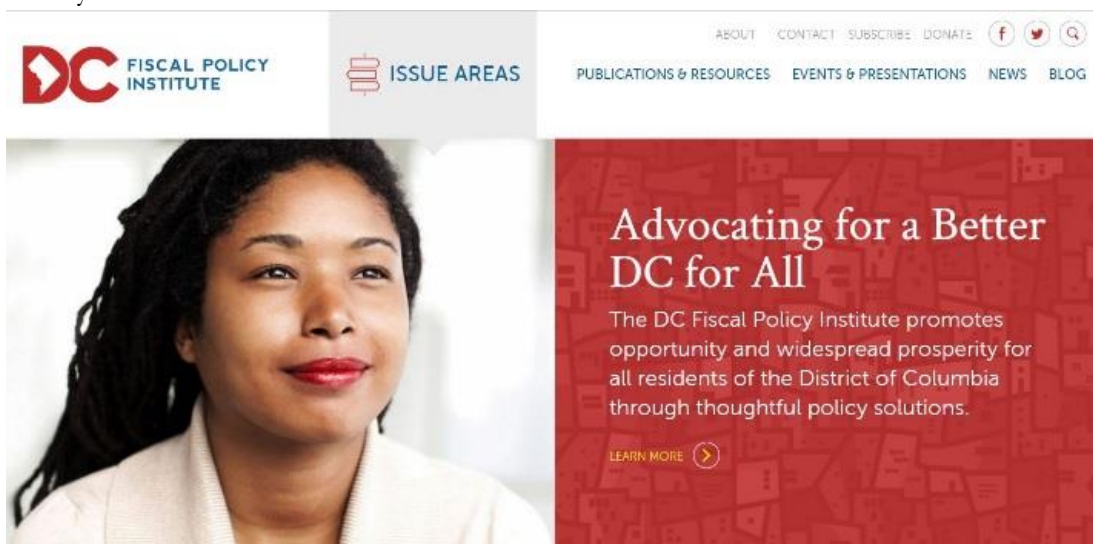 ABOUT CONTACT SUBSCRIBE DONATE
DC FISCAL POLICY
INSTITUTE
ISSUE AREAS
PUBLICATIONS & RESOURCES EVENTS & PRESENTATIONS NEWS BLOG
Advocating for a Better
DC for All
The DC Fiscal Policy Institute promotes
opportunity and widespread prosperity for
all residents of the District of Columbia
through thoughtful policy solutions.
LEARN MORE